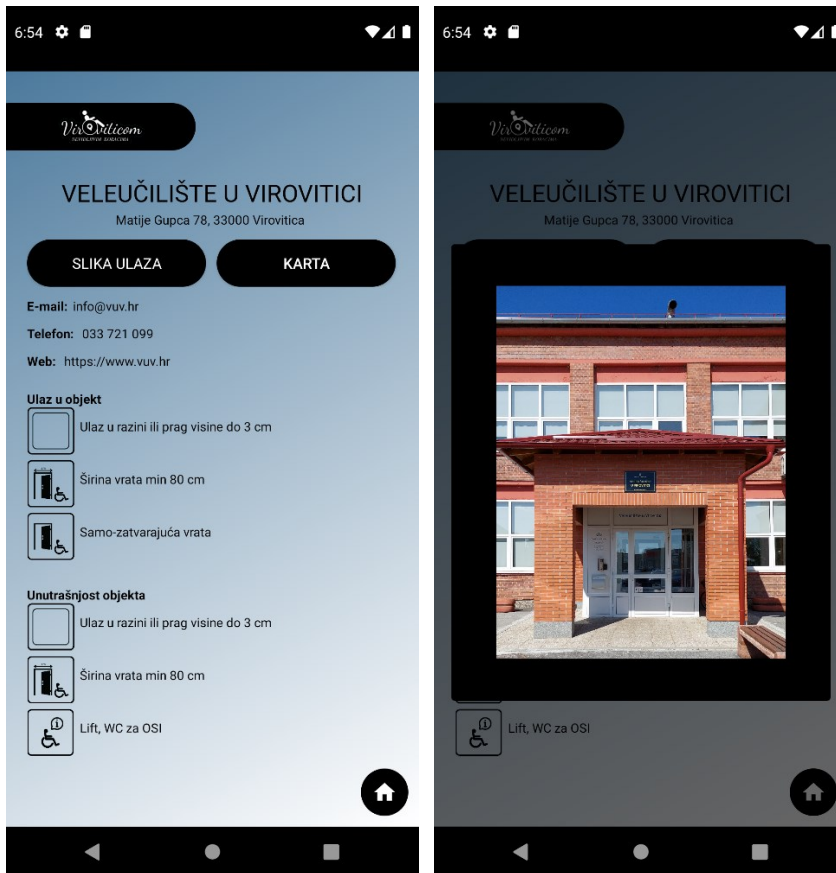 6:54
Viroviticom
VELEUČILIŠTE U VIROVITICI
Matije Gupca 78, 33000 Virovitica
SLIKA ULAZA
KARTA
E-mail: info@vuv.hr
Telefon: 033 721 099
Web: https://www.vuv.hr
Ulaz u objekt
Ulaz u razini ili prag visine do 3 cm
Širina vrata min 80 cm
Samo-zatvarajuća vrata
Unutrašnjost objekta
Ulaz u razini ili prag visine do 3 cm
Širina vrata min 80 cm
Lift, WC za OSI
6:54
Viroviticom
VELEUČILIŠTE U VIROVITICI
Matije Gupca 78, 33000 Virovitica
VIROVITICI
Lift, WC za OSI